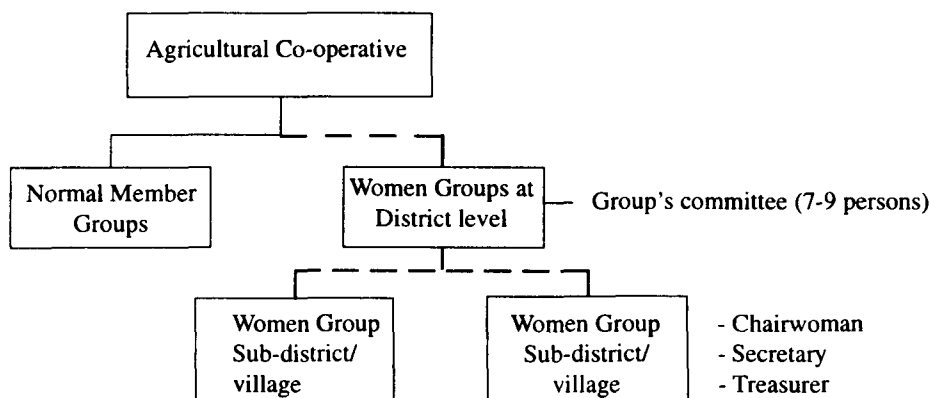 Agricultural Co-operative
Normal Member
Groups
Women Groups at
District level
Group's committee (7-9 persons)
Women Group
Sub-district/
village
Women Group
Sub-district/
village
- Chairwoman
- Secretary
- Treasurer